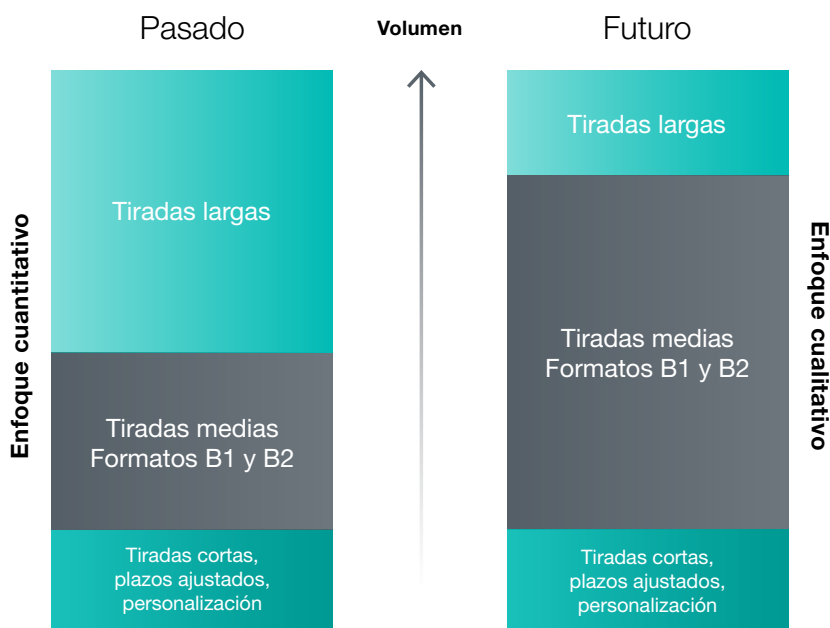 Pasado
Volumen
Futuro
Enfoque cuantitativo
Tiradas largas
Tiradas medias
Formatos B1 y B2
Tiradas cortas,
plazos ajustados,
personalización
Tiradas largas
Tiradas medias
Formatos B1 y B2
Tiradas cortas,
plazos ajustados,
personalización
Enfoque cualitativo